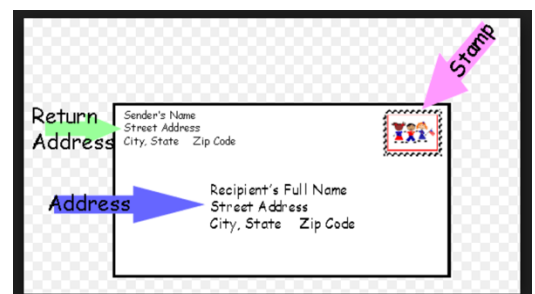 Stamp
Return
Address
Sender's Name
Street Address
City, State Zip Code
Address
Recipient's Full Name
Street Address
City, State Zip Code